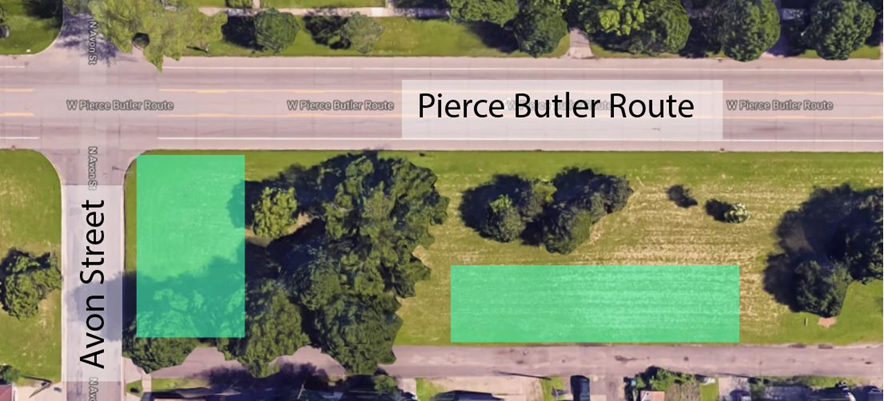 N Avon St
W Pierce Butler Route
W Pierce Butler Route
Pierce Butler Route
W Pierce Butler Route
N Avon St
Avon Street